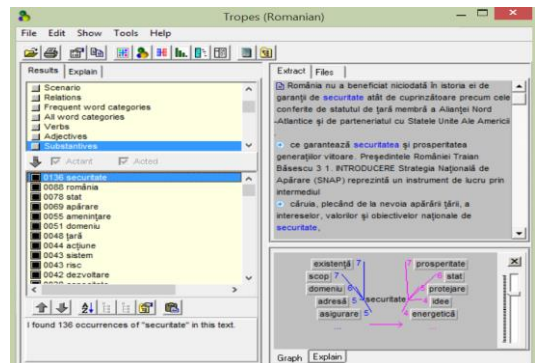 Tropes (Romanian)
File Edit Show Tools Help
Results Explain
Scenario
Relations
Frequent word categories
All word categories
Verbs
Adjectives
Substantives
Actant Acted
0136 securitate
0088 românia
0078 stat
0069 apărare
0055 amenințare
0051 domeniu
0048 țară
0044 acțiune
0043 sistem
0043 risc
0042 dezvoltare
I found 136 occurrences of "securitate" in this text.
Extract Files
România nu a beneficiat niciodată în istoria ei de
garanții de securitate atât de cuprinzătoare precum cele
conferite de statutul de țară membră a Alianței Nord
-Atlantice și de parteneriatul cu Statele Unite Ale Americii
.
ce garantează securitatea și prosperitatea
generațiilor viitoare. Președintele României Traian
Băsescu 3 1. INTRODUCERE Strategia Națională de
Apărare (SNAP) reprezintă un instrument de lucru prin
intermediul
căruia, plecând de la nevoia apărării țării, a
intereselor, valorilor și obiectivelor naționale de
securitate,
existență 7 7 prosperitate
scop 7 6 stat
domeniu 6 5 protejare
adresă 5 securitate 4 idee
asigurare 5 4 energetică
... ...
Graph Explain